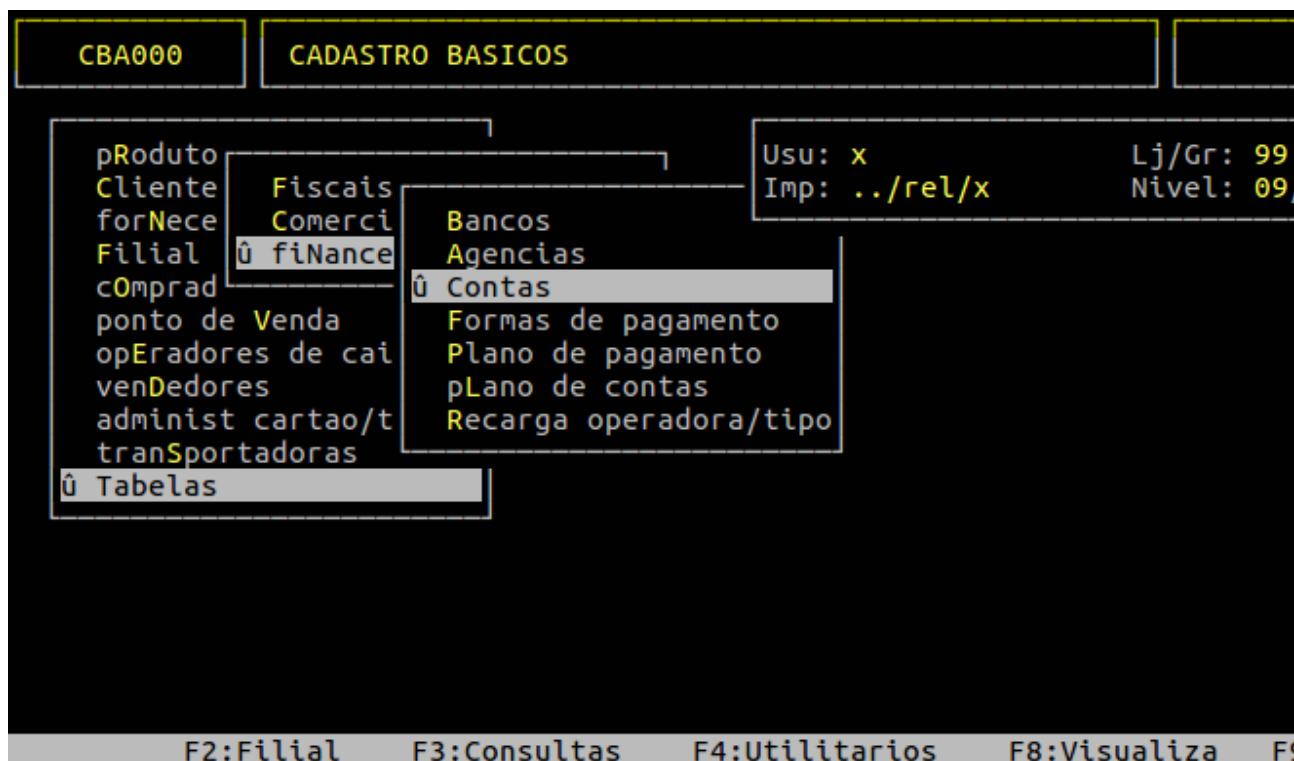 CBA000 CADASTRO BASICOS
Usu: x Lj/Gr: 99
Imp: ../rel/x Nivel: 09/
pRoduto
Cliente
forNece
Filial
cOmprad
ponto de Venda
opEradores de cai
venDedores
administ cartao/t
tranSportadoras
û Tabelas
Fiscais
Comerci
û fiNance
Bancos
Agencias
û Contas
Formas de pagamento
Plano de pagamento
pLano de contas
Recarga operadora/tipo
F2:Filial F3:Consultas F4:Utilitarios F8:Visualiza